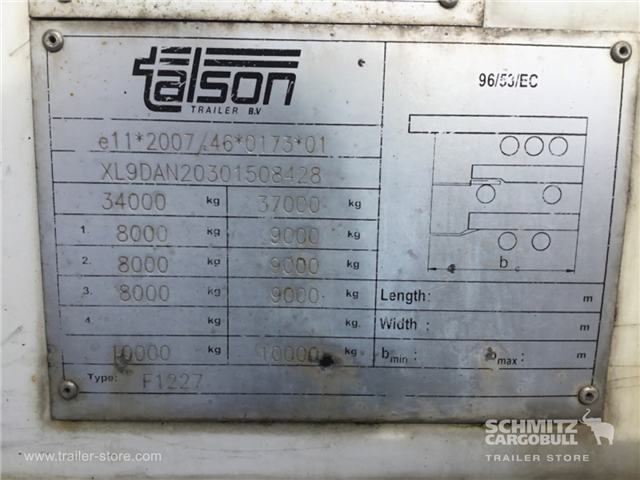 talson
TRAILER B.V
e11*2007/46*0173*01
XL9DAN20301508428
34000 kg 37000 kg
1. 8000 kg 9000 kg
2. 8000 kg 9000 kg
3. 8000 kg 9000 kg
4. kg kg
10000 kg 10000 kg
Type: F1227
96/53/EC
b
Length: m
Width : m
b min : b max : m
www.trailer-store.com
SCHMITZ
CARGOBULL
TRAILER STORE